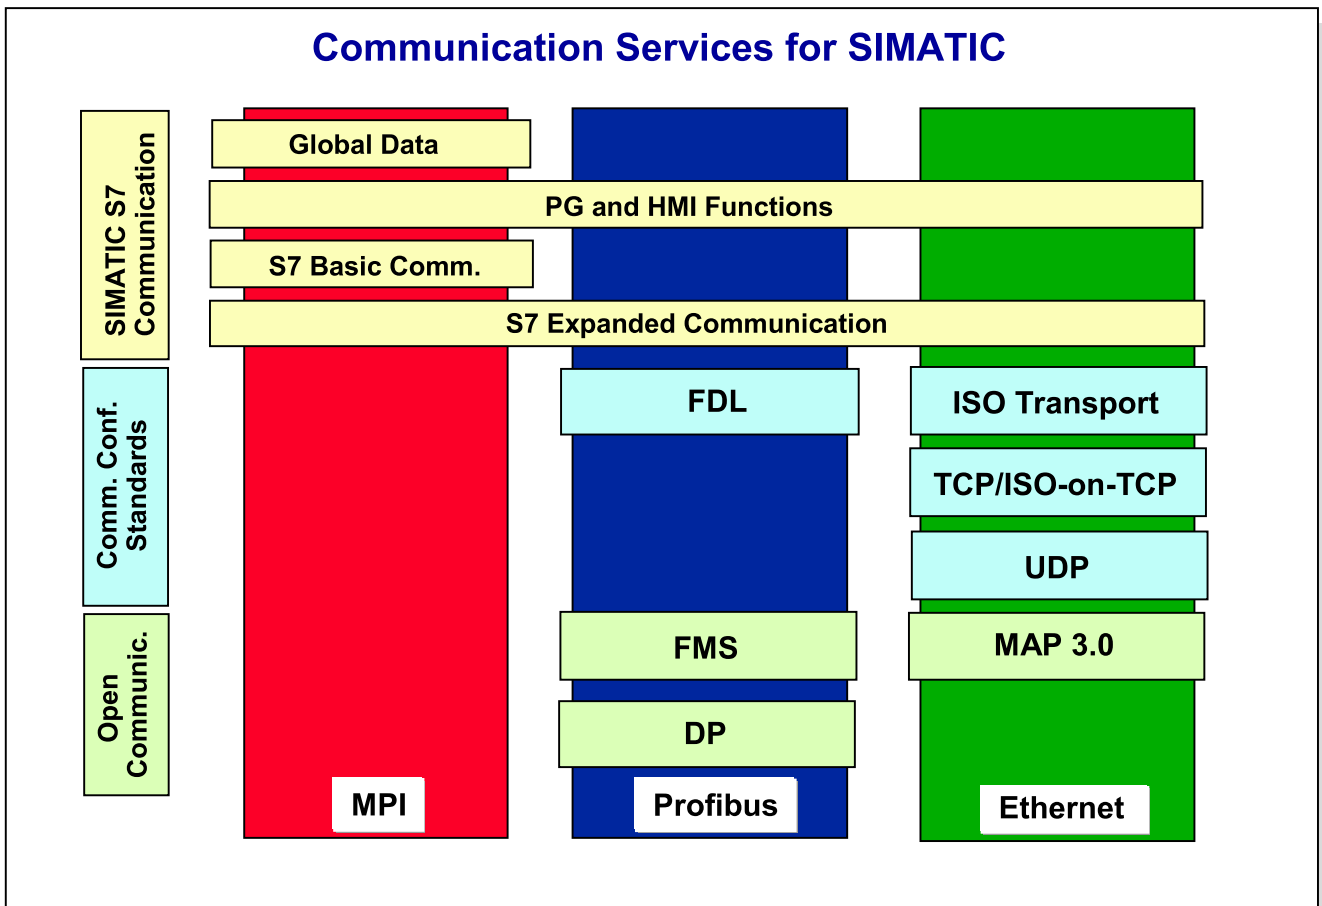 Communication Services for SIMATIC
SIMATIC S7
Communication
Global Data
PG and HMI Functions
S7 Basic Comm.
S7 Expanded Communication
Comm. Conf.
Standards
FDL
ISO Transport
TCP/ISO-on-TCP
UDP
Open
Communic.
FMS
MAP 3.0
DP
MPI
Profibus
Ethernet